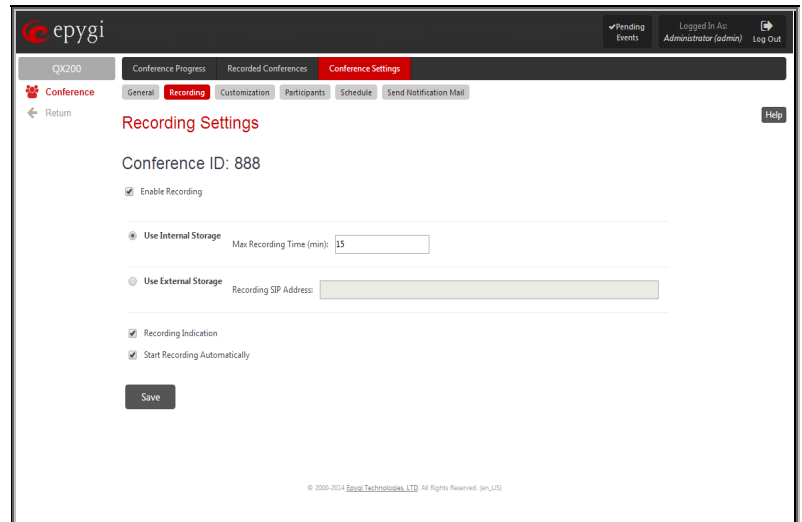 epygi
Pending Events
Logged In As:
Administrator (admin)
Log Out
QX200
Conference Progress
Recorded Conferences
Conference Settings
Conference
General
Recording
Customization
Participants
Schedule
Send Notification Mail
Return
Help
Recording Settings
Conference ID: 888
Enable Recording
Use Internal Storage
Max Recording Time (min): 15
Use External Storage
Recording SIP Address:
Recording Indication
Start Recording Automatically
Save
© 2000-2014 Epygi Technologies, LTD. All Rights Reserved. (en_US)